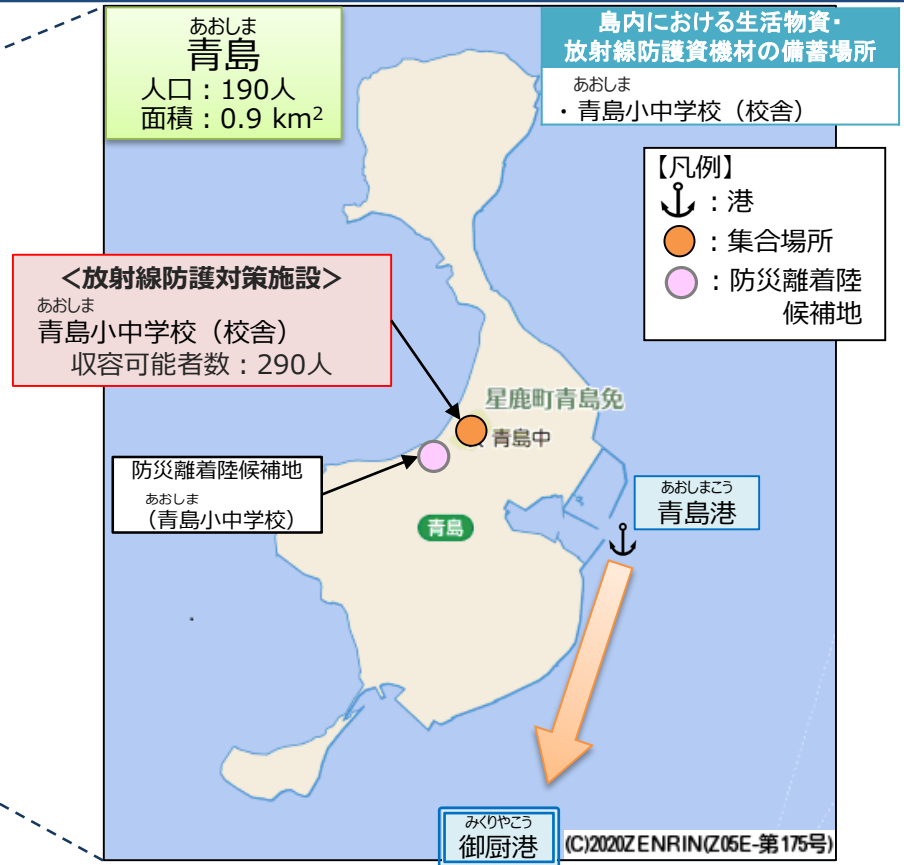 あおしま
青島
人口：190人
面積：0.9 km²
島内における生活物資・
放射線防護資機材の備蓄場所
あおしま
・青島小中学校（校舎）
【凡例】
：港
：集合場所
：防災離着陸
候補地
＜放射線防護対策施設＞
あおしま
青島小中学校（校舎）
収容可能者数：290人
星鹿町青島免
青島中
防災離着陸候補地
あおしま
（青島小中学校）
青島
あおしまこう
青島港
みくりやこう
御厨港
(C)2020ZENRIN(Z05E-第175号)